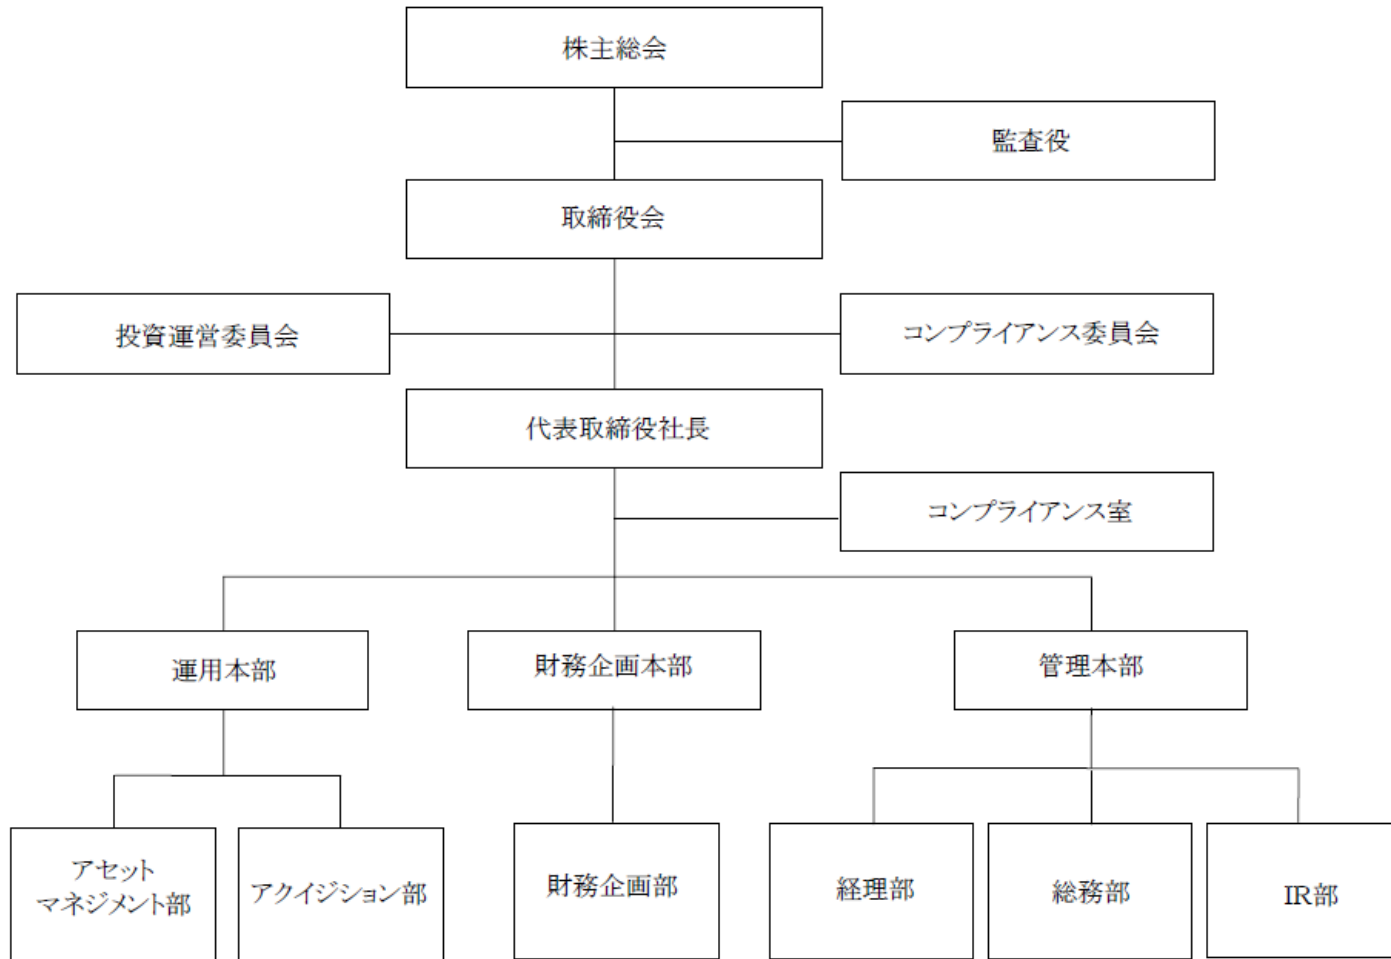 株主総会
監査役
取締役会
投資運営委員会
コンプライアンス委員会
代表取締役社長
コンプライアンス室
運用本部
財務企画本部
管理本部
アセット
マネジメント部
アクイジション部
財務企画部
経理部
総務部
IR部